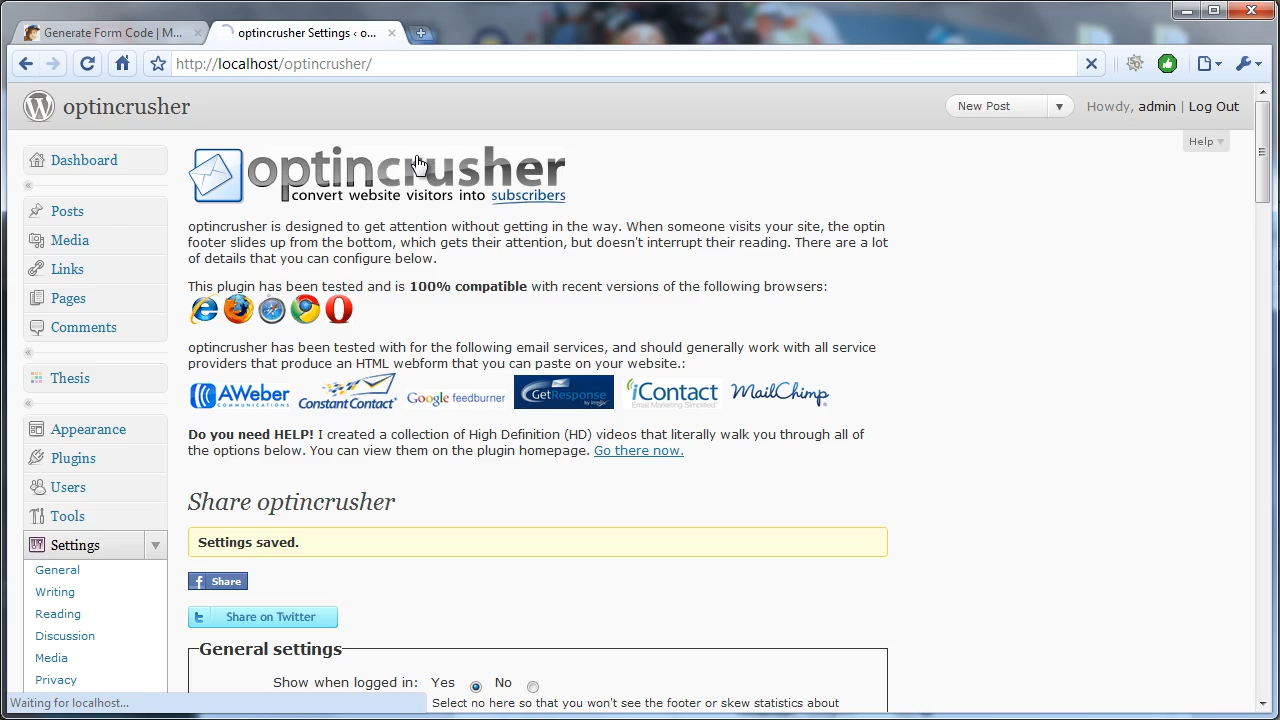 Generate Form Code | M...
optincrusher Settings ‹ o...
http://localhost/optincrusher/
optincrusher
New Post
Howdy, admin | Log Out
Help
Dashboard
Posts
Media
Links
Pages
Comments
Thesis
Appearance
Plugins
Users
Tools
Settings
General
Writing
Reading
Discussion
Media
Privacy
optincrusher
convert website visitors into subscribers
optincrusher is designed to get attention without getting in the way. When someone visits your site, the optin
footer slides up from the bottom, which gets their attention, but doesn't interrupt their reading. There are a lot
of details that you can configure below.
This plugin has been tested and is 100% compatible with recent versions of the following browsers:
optincrusher has been tested with for the following email services, and should generally work with all service
providers that produce an HTML webform that you can paste on your website.:
AWeber COMMUNICATIONS
Constant Contact
Google feedburner
GetResponse
iContact
Email Marketing Simplified
MailChimp
Do you need HELP! I created a collection of High Definition (HD) videos that literally walk you through all of
the options below. You can view them on the plugin homepage. Go there now.
Share optincrusher
Settings saved.
f Share
t Share on Twitter
General settings
Show when logged in: Yes No
Select no here so that you won't see the footer or skew statistics about
Waiting for localhost...